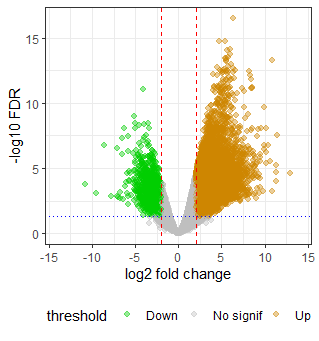 -log10 FDR
15
10
5
0
-15 -10 -5 0 5 10 15
log2 fold change
threshold Down No signif Up